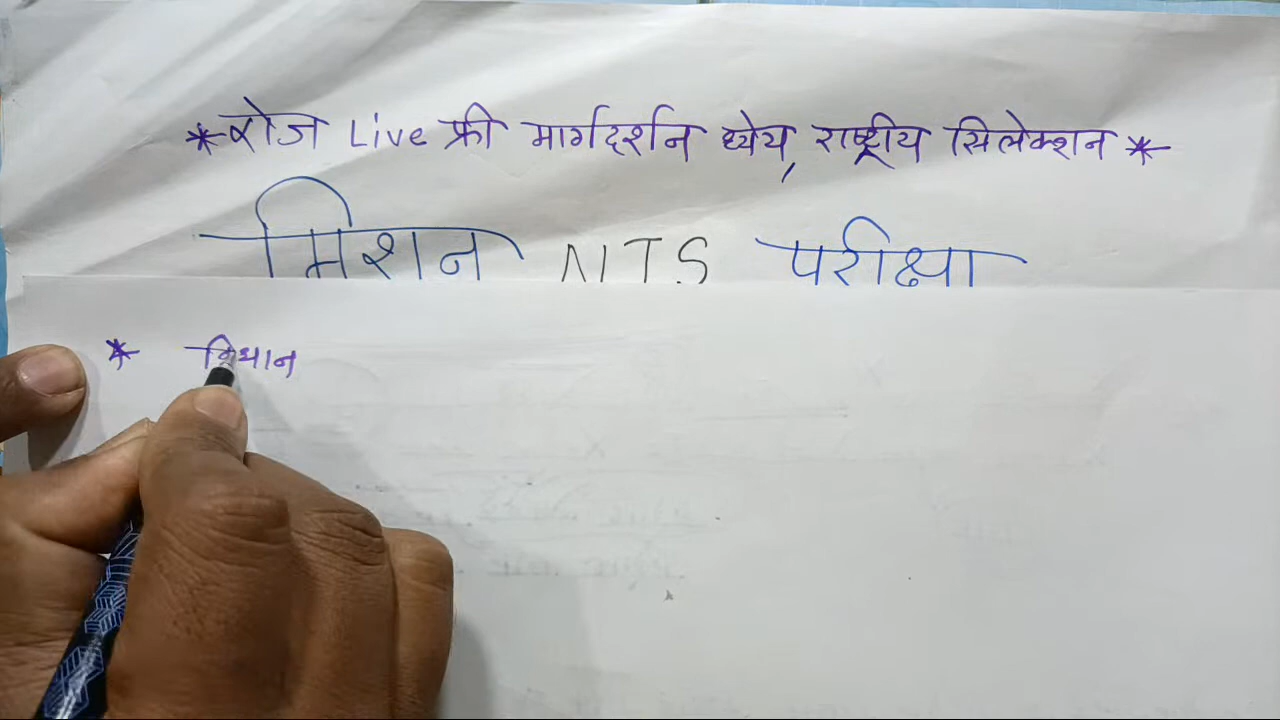 *रोज Live फ्री मार्गदर्शन ध्येय, राष्ट्रीय सिलेक्शन*
मिशन NTS परीक्षा
* विधान